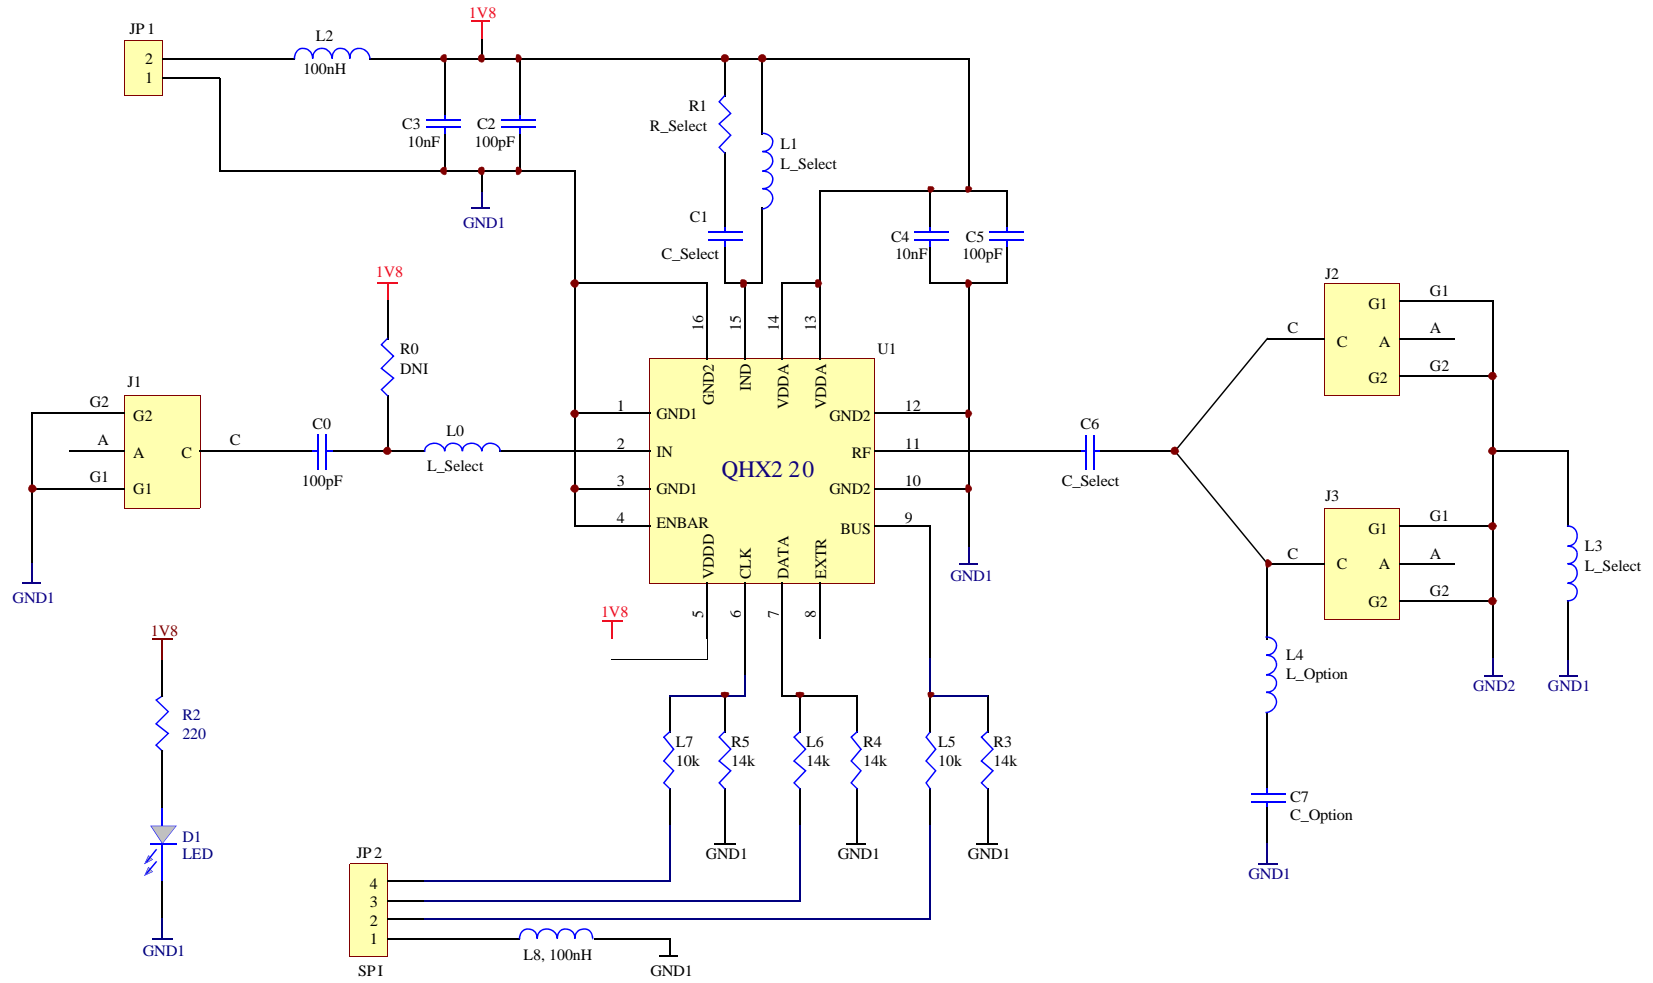 1V8
JP1
2
1
L2
100nH
C3
10nF
C2
100pF
GND1
R1
R_Select
L1
L_Select
C1
C_Select
C4
10nF
C5
100pF
1V8
R0
DNI
J1
G2
G2
A
A
C
C
G1
G1
GND1
C0
100pF
L0
L_Select
16
15
14
13
U1
GND2
IND
VDDA
VDDA
1
GND1
GND2
12
2
IN
RF
11
QHX2 20
3
GND1
GND2
10
4
ENBAR
BUS
9
VDDD
CLK
DATA
EXTR
5
6
7
8
1V8
GND1
C6
C_Select
J2
C
C
G1
G1
A
A
G2
G2
J3
C
C
G1
G1
A
A
G2
G2
L3
L_Select
GND2
GND1
L4
L_Option
C7
C_Option
GND1
1V8
R2
220
D1
LED
GND1
L7
10k
R5
14k
L6
14k
R4
14k
L5
10k
R3
14k
GND1
GND1
GND1
JP2
4
3
2
1
SPI
L8, 100nH
GND1